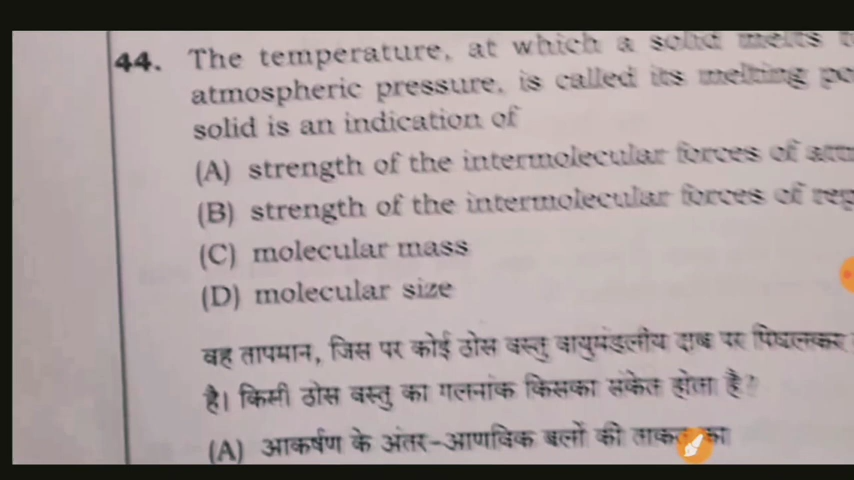 44. The temperature, at which a solid melts
atmospheric pressure, is called its melting
solid is an indication of
(A) strength of the intermolecular forces of
(B) strength of the intermolecular forces of
(C) molecular mass
(D) molecular size
वह तापमान, जिस पर कोई ठोस वस्तु वायुमंडलीय दाब पर पिघलकर
है। किसी ठोस वस्तु का गलनांक किसका संकेत होता है?
(A) आकर्षण के अंतर-आणविक बलों की ताकत का